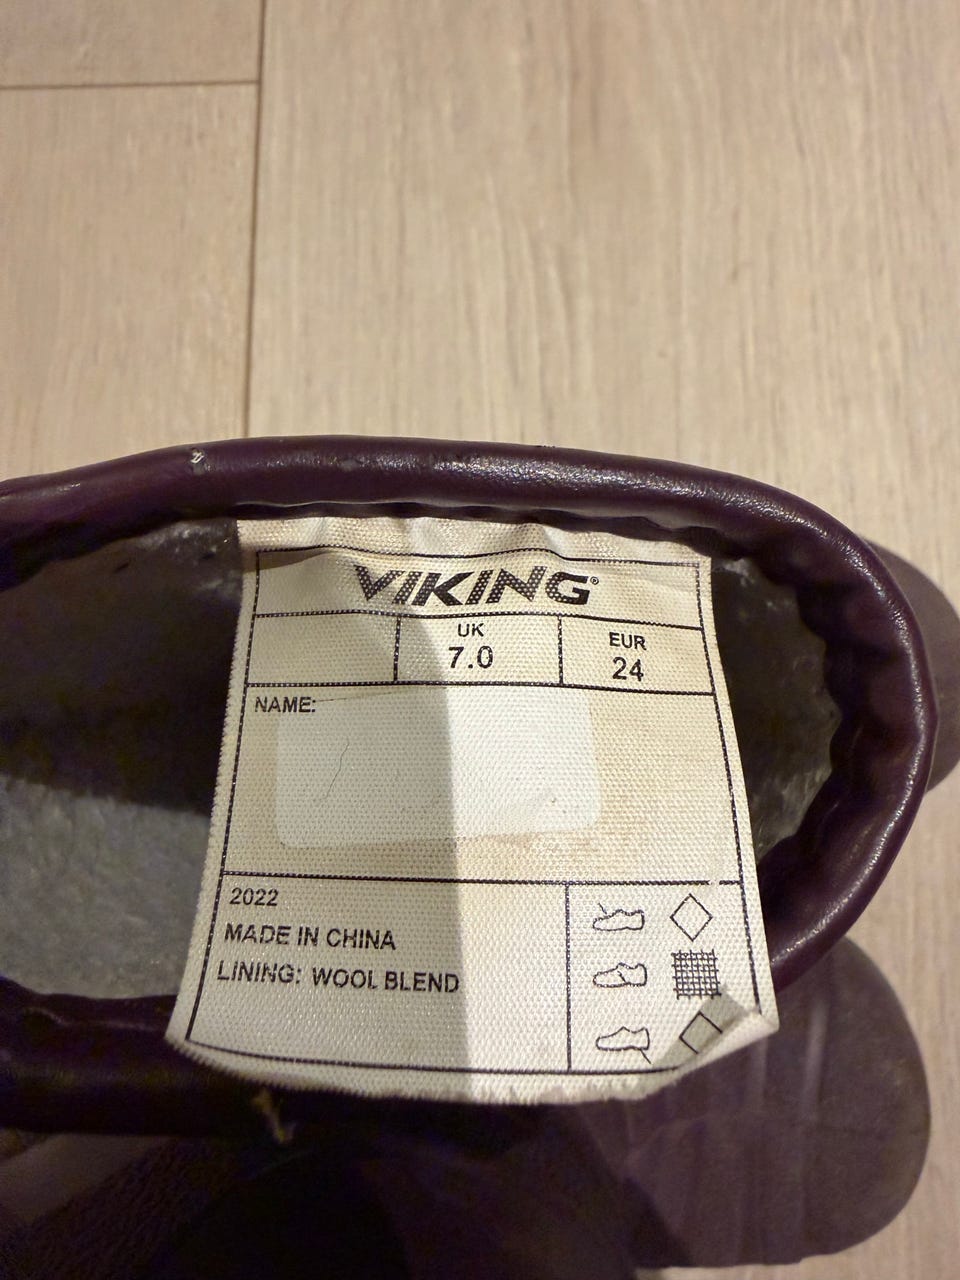 VIKING®
UK
7.0
EUR
24
NAME:
2022
MADE IN CHINA
LINING: WOOL BLEND